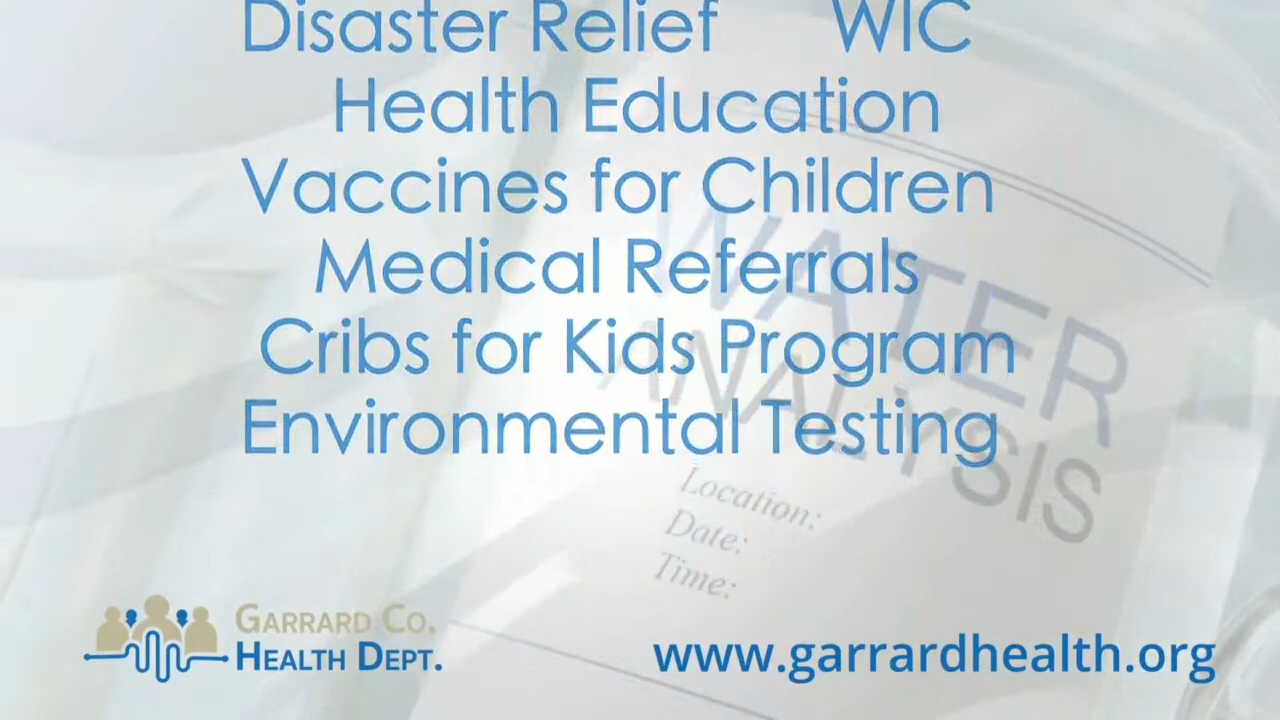 Disaster Relief WIC
Health Education
Vaccines for Children
Medical Referrals
Cribs for Kids Program
Environmental Testing
WATER
ANALYSIS
Location:
Date:
Time:
GARRARD CO.
HEALTH DEPT.
www.garrardhealth.org